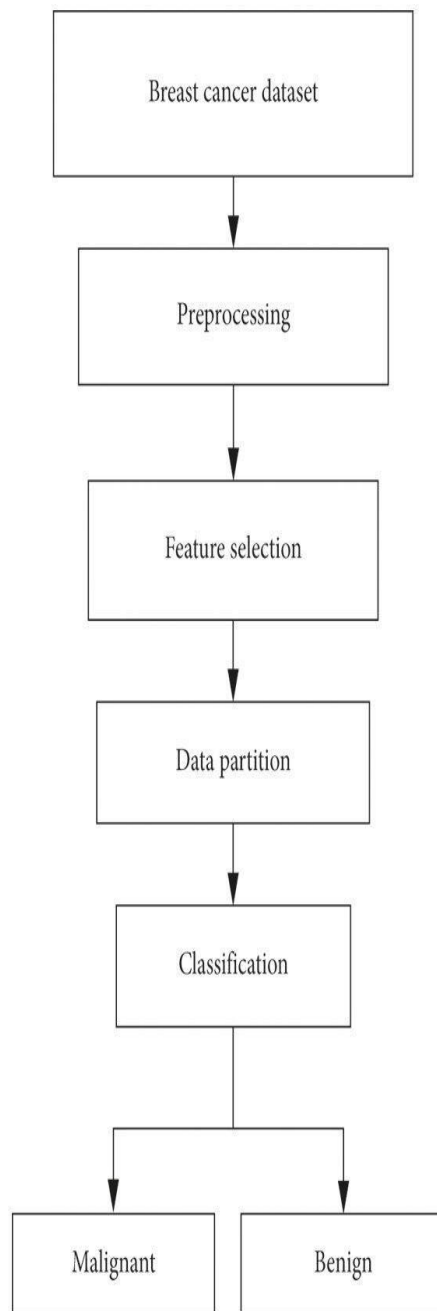 Breast cancer dataset
Preprocessing
Feature selection
Data partition
Classification
Malignant
Benign